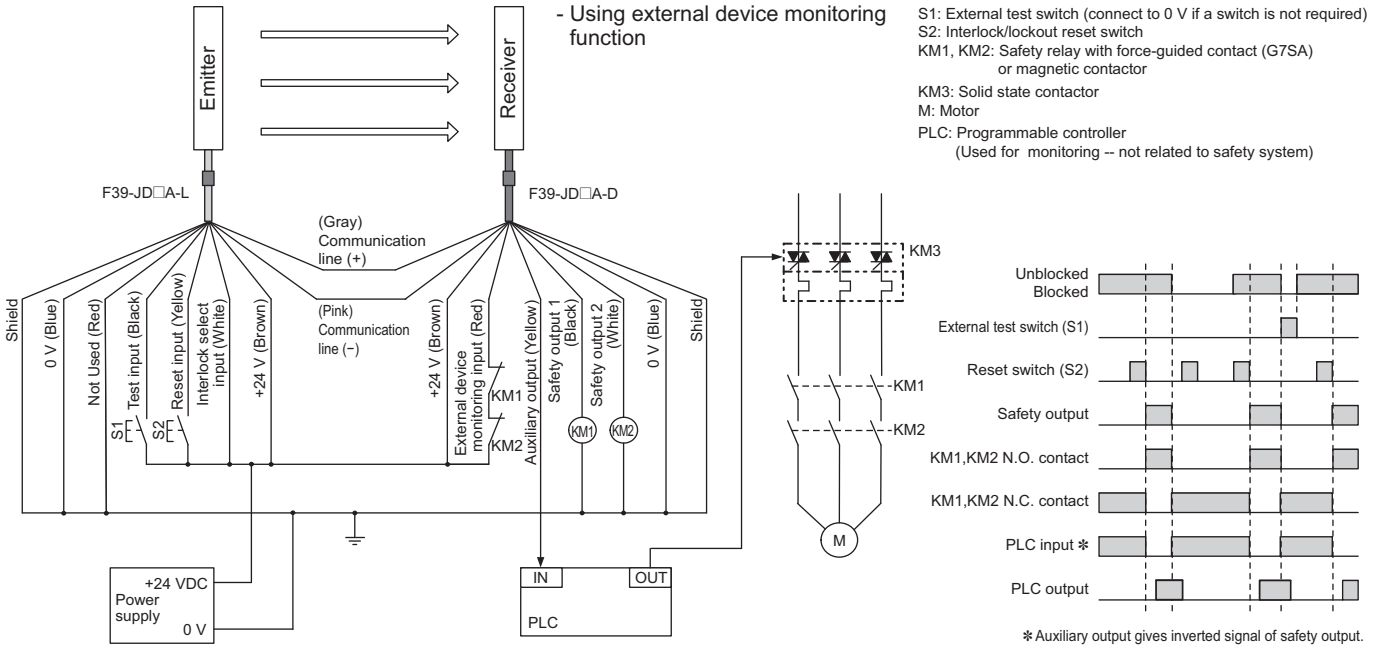 - Using external device monitoring
function
S1: External test switch (connect to 0 V if a switch is not required)
S2: Interlock/lockout reset switch
KM1, KM2: Safety relay with force-guided contact (G7SA)
or magnetic contactor
KM3: Solid state contactor
M: Motor
PLC: Programmable controller
(Used for monitoring -- not related to safety system)
Emitter
Receiver
F39-JD□A-L
F39-JD□A-D
(Gray)
Communication
line (+)
(Pink)
Communication
line (−)
Shield
0 V (Blue)
Not Used (Red)
Test input (Black)
Reset input (Yellow)
Interlock select
input (White)
+24 V (Brown)
+24 V (Brown)
External device
monitoring input (Red)
Auxiliary output (Yellow)
Safety output 1
(Black)
Safety output 2
(White)
0 V (Blue)
Shield
S1
S2
KM1
KM2
KM1
KM2
+24 VDC
Power
supply
0 V
IN
OUT
PLC
KM3
KM1
KM2
M
Unblocked
Blocked
External test switch (S1)
Reset switch (S2)
Safety output
KM1,KM2 N.O. contact
KM1,KM2 N.C. contact
PLC input ✻
PLC output
✻ Auxiliary output gives inverted signal of safety output.